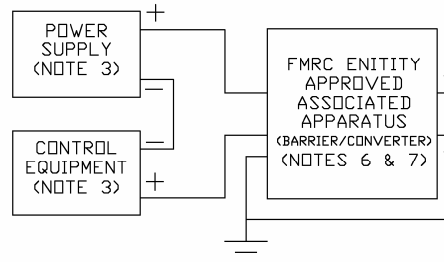 POWER
SUPPLY
(NOTE 3)
+
−
CONTROL
EQUIPMENT
(NOTE 3)
−
+
FMRC ENITITY
APPROVED
ASSOCIATED
APPARATUS
(BARRIER/CONVERTER)
(NOTES 6 & 7)